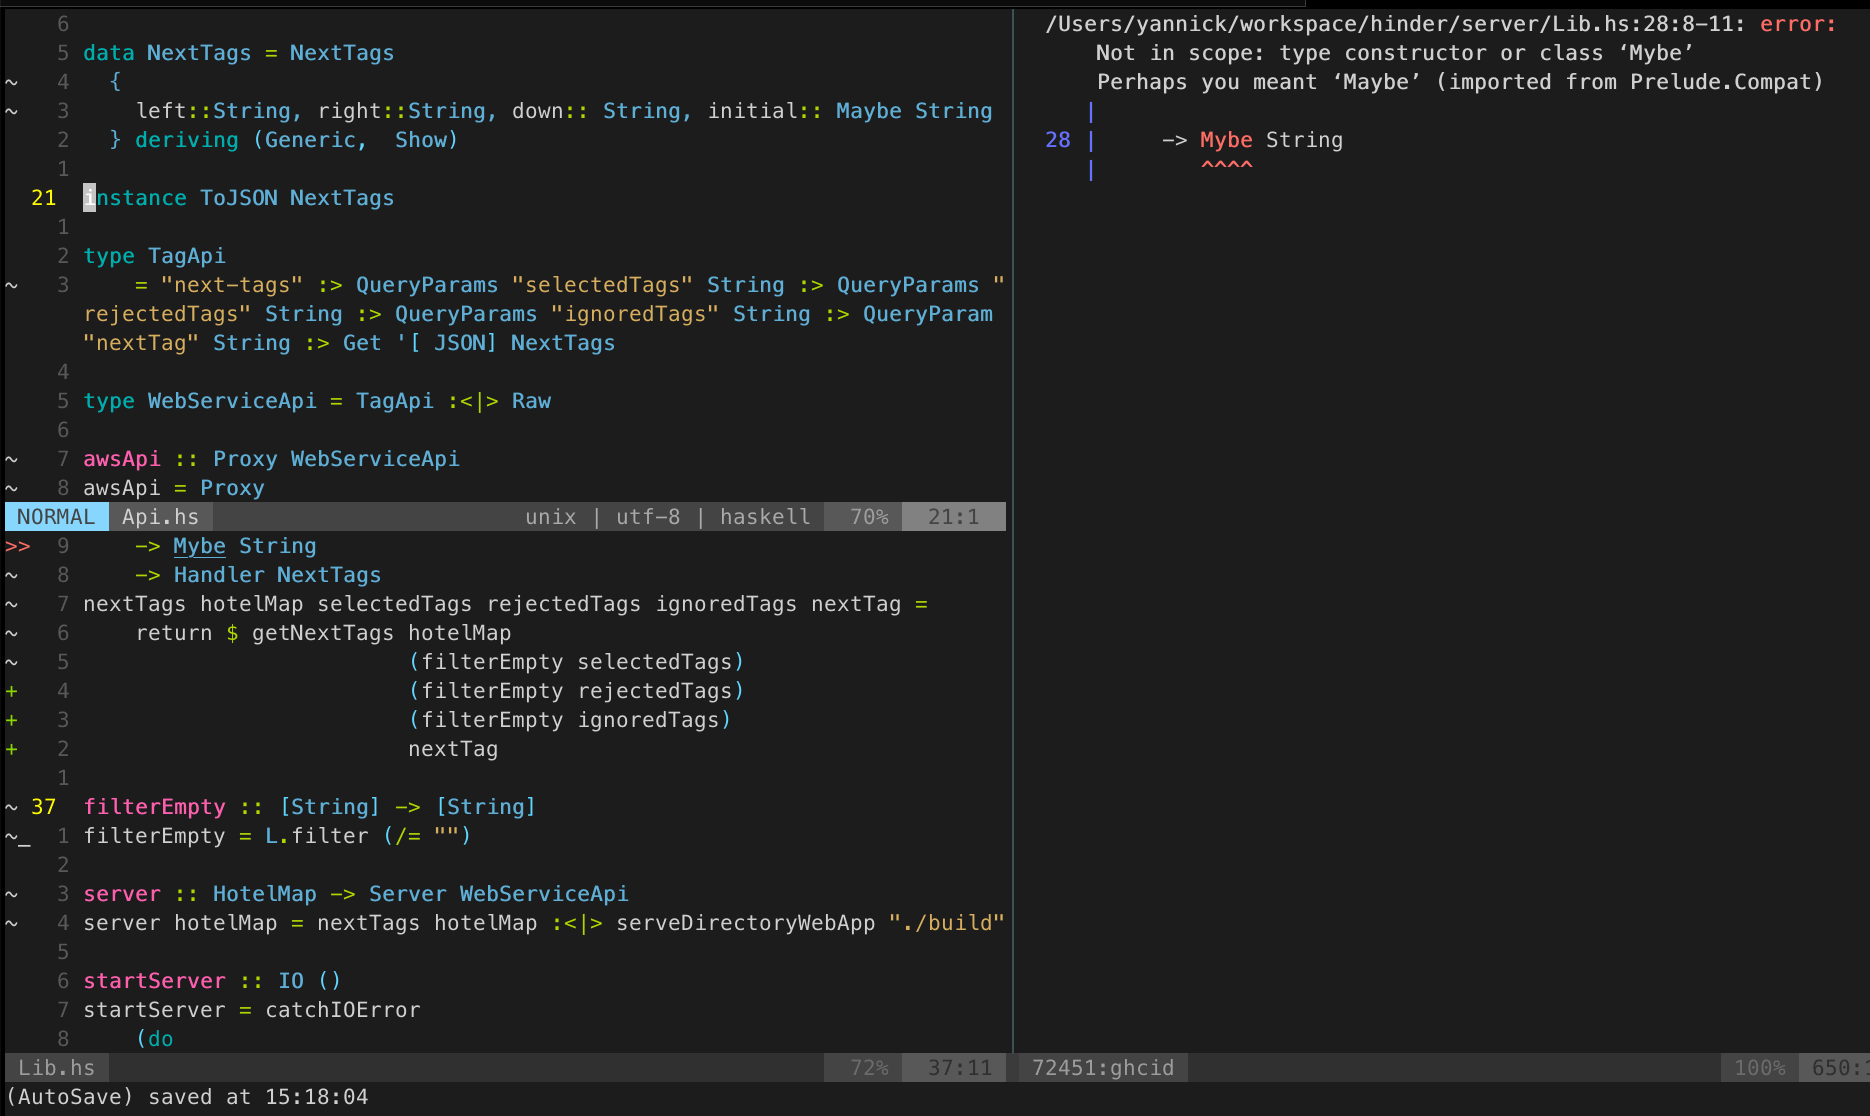 6
5 data NextTags = NextTags
~ 4   {
~ 3     left::String, right::String, down:: String, initial:: Maybe String
2   } deriving (Generic,  Show)
1
21 instance ToJSON NextTags
1
2 type TagApi
~ 3     = "next-tags" :> QueryParams "selectedTags" String :> QueryParams "
rejectedTags" String :> QueryParams "ignoredTags" String :> QueryParam
"nextTag" String :> Get '[ JSON] NextTags
4
5 type WebServiceApi = TagApi :<|> Raw
6
~ 7 awsApi :: Proxy WebServiceApi
~ 8 awsApi = Proxy
NORMAL Api.hs unix | utf-8 | haskell 70% 21:1
>> 9     -> Mybe String
~ 8     -> Handler NextTags
~ 7 nextTags hotelMap selectedTags rejectedTags ignoredTags nextTag =
~ 6     return $ getNextTags hotelMap
~ 5                          (filterEmpty selectedTags)
+ 4                          (filterEmpty rejectedTags)
+ 3                          (filterEmpty ignoredTags)
+ 2                          nextTag
1
~ 37 filterEmpty :: [String] -> [String]
~_ 1 filterEmpty = L.filter (/= "")
2
~ 3 server :: HotelMap -> Server WebServiceApi
~ 4 server hotelMap = nextTags hotelMap :<|> serveDirectoryWebApp "./build"
5
6 startServer :: IO ()
7 startServer = catchIOError
8     (do
Lib.hs 72% 37:11
(AutoSave) saved at 15:18:04
/Users/yannick/workspace/hinder/server/Lib.hs:28:8-11: error:
    Not in scope: type constructor or class ‘Mybe’
    Perhaps you meant ‘Maybe’ (imported from Prelude.Compat)
   |
28 |     -> Mybe String
   |        ^^^^
72451:ghcid 100% 650: